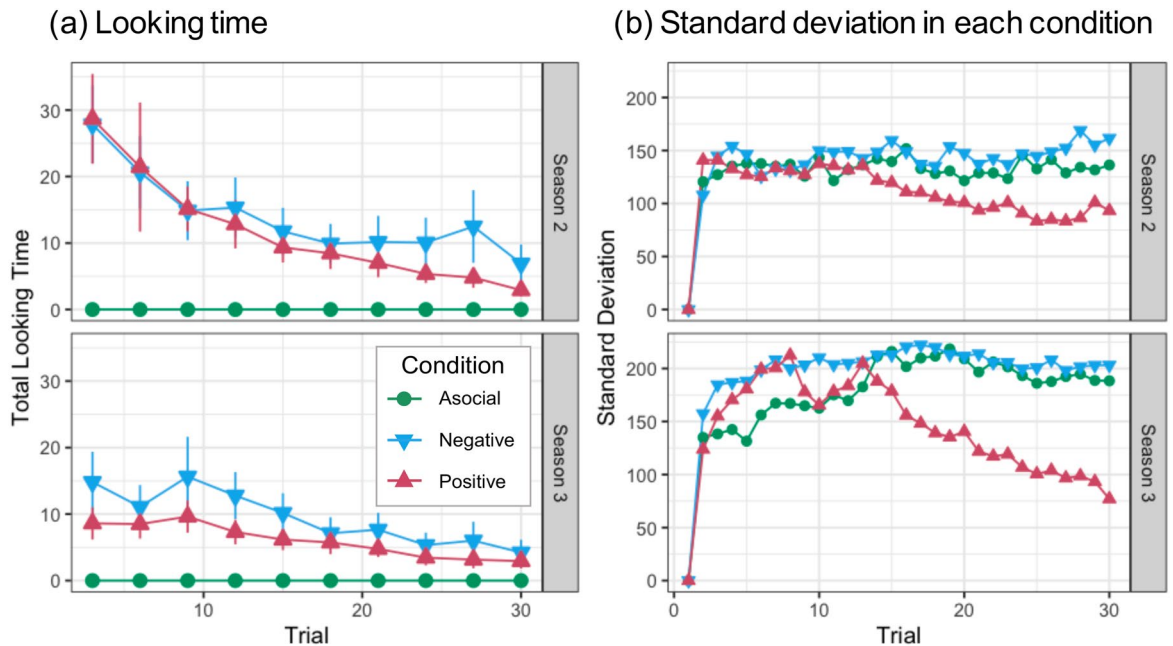 (a) Looking time
(b) Standard deviation in each condition
Total Looking Time
30
20
10
0
Season 2
30
20
10
0
Season 3
Condition
Asocial
Negative
Positive
10
20
30
Trial
Standard Deviation
200
150
100
50
0
Season 2
200
150
100
50
0
Season 3
0
10
20
30
Trial